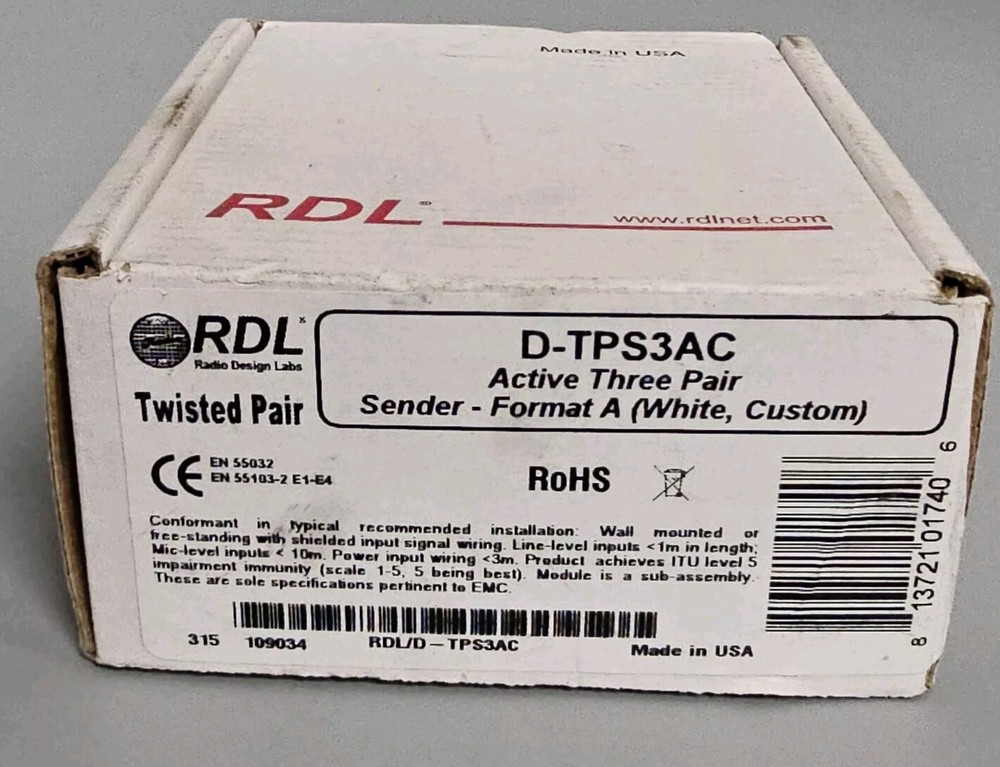 Made in USA
RDL®
www.rdlnet.com
RDL
Radio Design Labs
Twisted Pair
D-TPS3AC
Active Three Pair
Sender - Format A (White, Custom)
CE EN 55032
EN 55103-2 E1-E4
RoHS
Conformant in typical recommended installation: Wall mounted or
free-standing with shielded input signal wiring. Line-level inputs <1m in length;
Mic-level inputs < 10m. Power input wiring <3m. Product achieves ITU level 5
impairment immunity (scale 1-5, 5 being best). Module is a sub-assembly.
These are sole specifications pertinent to EMC.
315 109034 RDL/D-TPS3AC
Made in USA
8 13721 01740 6